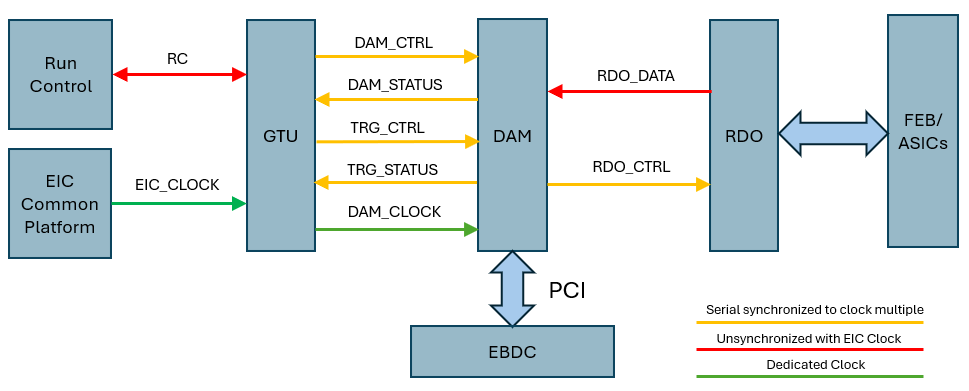 Run
Control
RC
EIC
Common
Platform
EIC_CLOCK
GTU
DAM_CTRL
DAM_STATUS
TRG_CTRL
TRG_STATUS
DAM_CLOCK
DAM
RDO_DATA
RDO_CTRL
RDO
FEB/
ASICs
PCI
EBDC
Serial synchronized to clock multiple
Unsynchronized with EIC Clock
Dedicated Clock